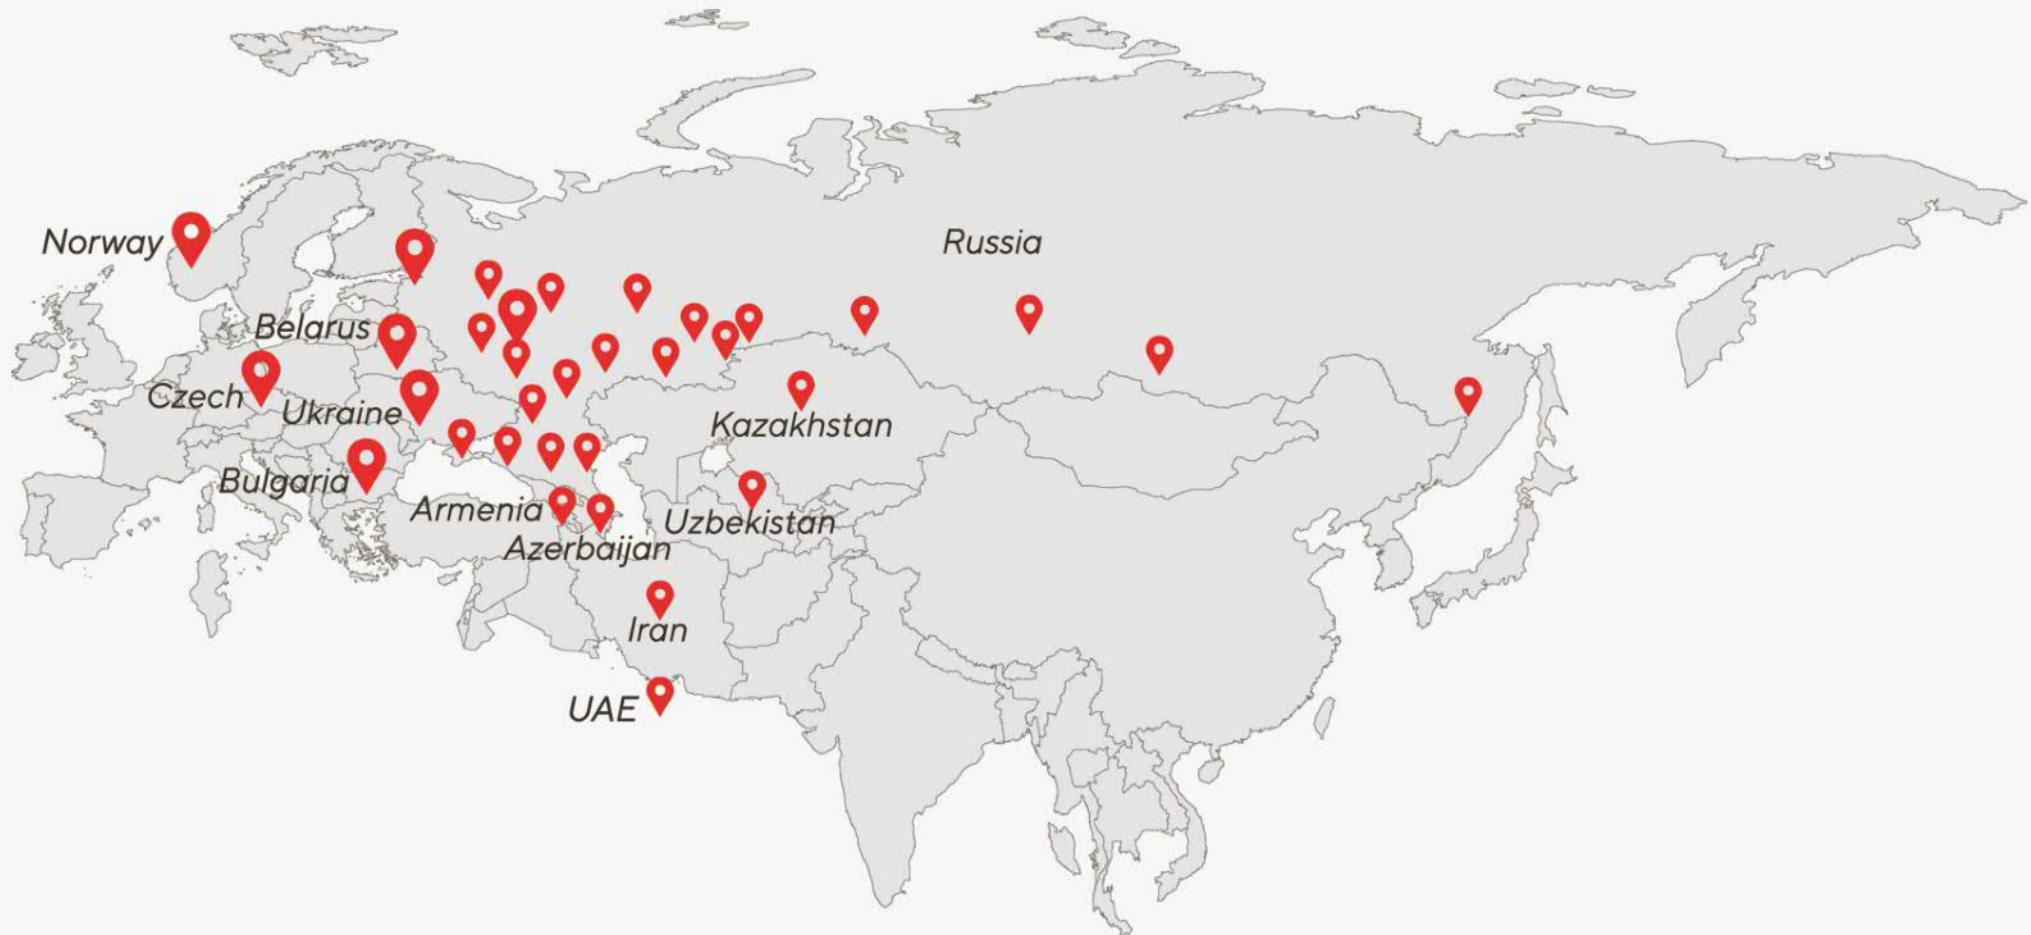 Norway
Russia
Belarus
Czech
Ukraine
Kazakhstan
Bulgaria
Armenia
Uzbekistan
Azerbaijan
Iran
UAE